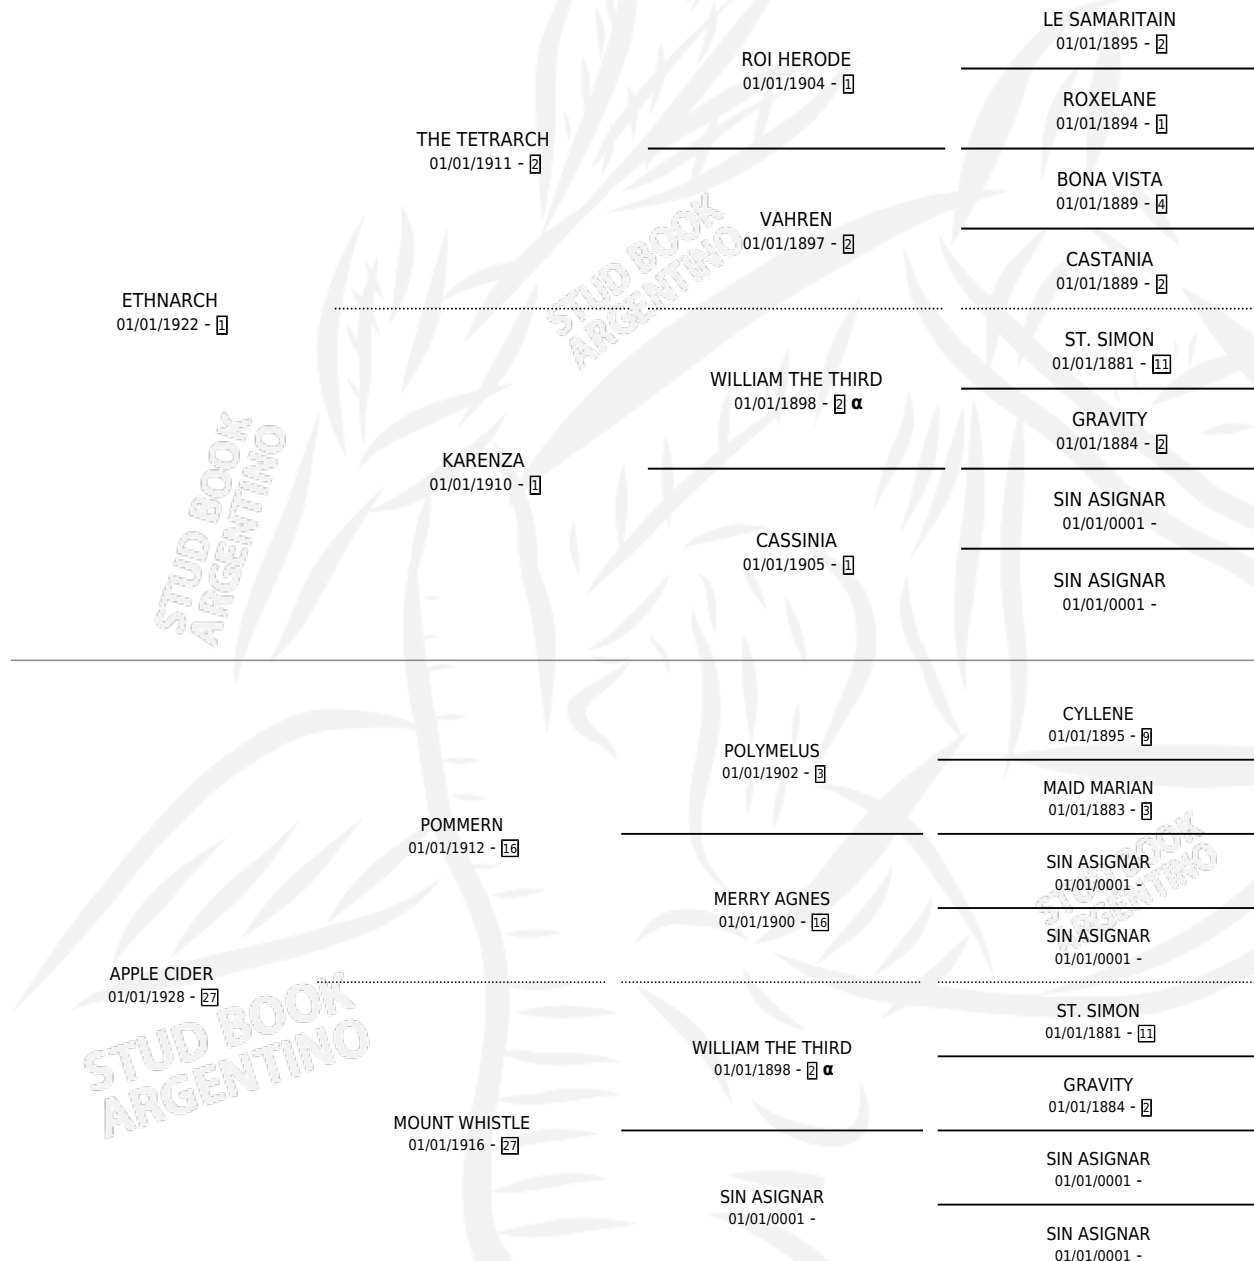 LE SAMARITAIN
01/01/1895 - 2
ROI HERODE
01/01/1904 - 1
ROXELANE
01/01/1894 - 1
THE TETRARCH
01/01/1911 - 2
BONA VISTA
01/01/1889 - 4
VAHREN
01/01/1897 - 2
CASTANIA
01/01/1889 - 2
ETHNARCH
01/01/1922 - 1
ST. SIMON
01/01/1881 - 11
WILLIAM THE THIRD
01/01/1898 - 2 α
GRAVITY
01/01/1884 - 2
KARENZA
01/01/1910 - 1
SIN ASIGNAR
01/01/0001 -
CASSINIA
01/01/1905 - 1
SIN ASIGNAR
01/01/0001 -
CYLLENE
01/01/1895 - 9
POLYMELUS
01/01/1902 - 3
MAID MARIAN
01/01/1883 - 3
POMMERN
01/01/1912 - 16
SIN ASIGNAR
01/01/0001 -
MERRY AGNES
01/01/1900 - 16
SIN ASIGNAR
01/01/0001 -
APPLE CIDER
01/01/1928 - 27
ST. SIMON
01/01/1881 - 11
WILLIAM THE THIRD
01/01/1898 - 2 α
GRAVITY
01/01/1884 - 2
MOUNT WHISTLE
01/01/1916 - 27
SIN ASIGNAR
01/01/0001 -
SIN ASIGNAR
01/01/0001 -
SIN ASIGNAR
01/01/0001 -
STUD BOOK
ARGENTINO
STUD BOOK
ARGENTINO
STUD BOOK
ARGENTINO
STUD BOOK
ARGENTINO